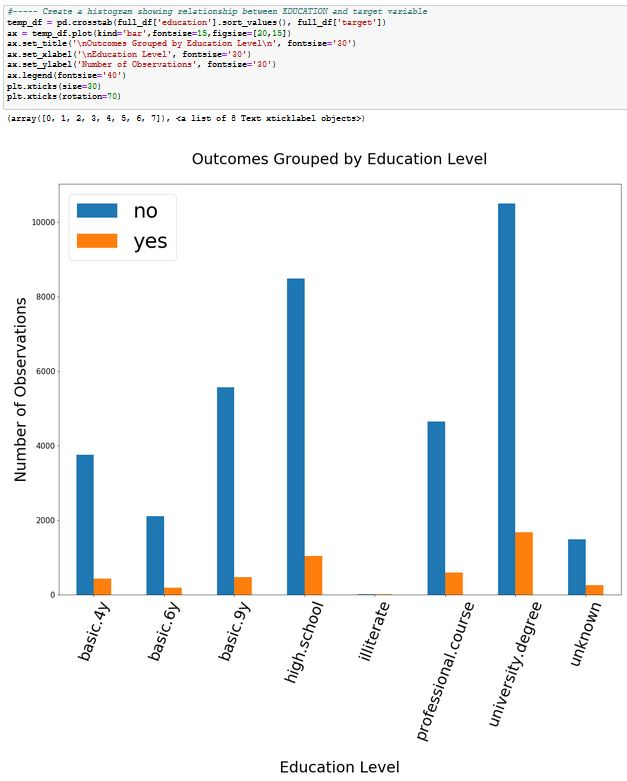 #----- Create a histogram showing relationship between EDUCATION and target variable
temp_df = pd.crosstab(full_df['education'].sort_values(), full_df['target'])
ax = temp_df.plot(kind='bar',fontsize=15,figsize=[20,15])
ax.set_title('\nOutcomes Grouped by Education Level\n', fontsize='30')
ax.set_xlabel('\nEducation Level', fontsize='30')
ax.set_ylabel('Number of Observations', fontsize='30')
ax.legend(fontsize='40')
plt.xticks(size=30)
plt.xticks(rotation=70)
(array([0, 1, 2, 3, 4, 5, 6, 7]), <a list of 8 Text xticklabel objects>)
Outcomes Grouped by Education Level
no
yes
10000
8000
6000
4000
2000
0
Number of Observations
basic.4y
basic.6y
basic.9y
high.school
illiterate
professional.course
university.degree
unknown
Education Level